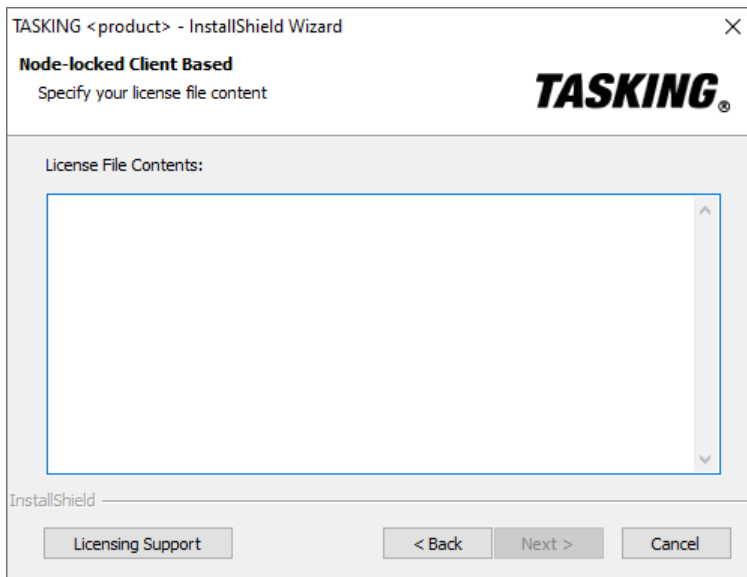 TASKING <product> - InstallShield Wizard
Node-locked Client Based
Specify your license file content
TASKING®
License File Contents:
InstallShield
Licensing Support
< Back
Next >
Cancel